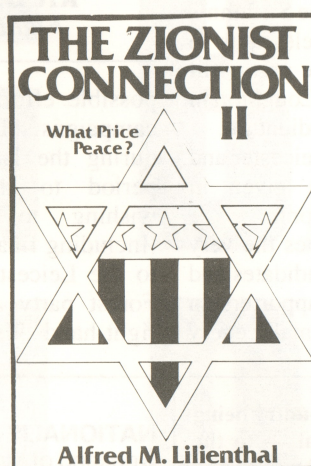 THE ZIONIST
CONNECTION
II
What Price
Peace?
Alfred M. Lilienthal